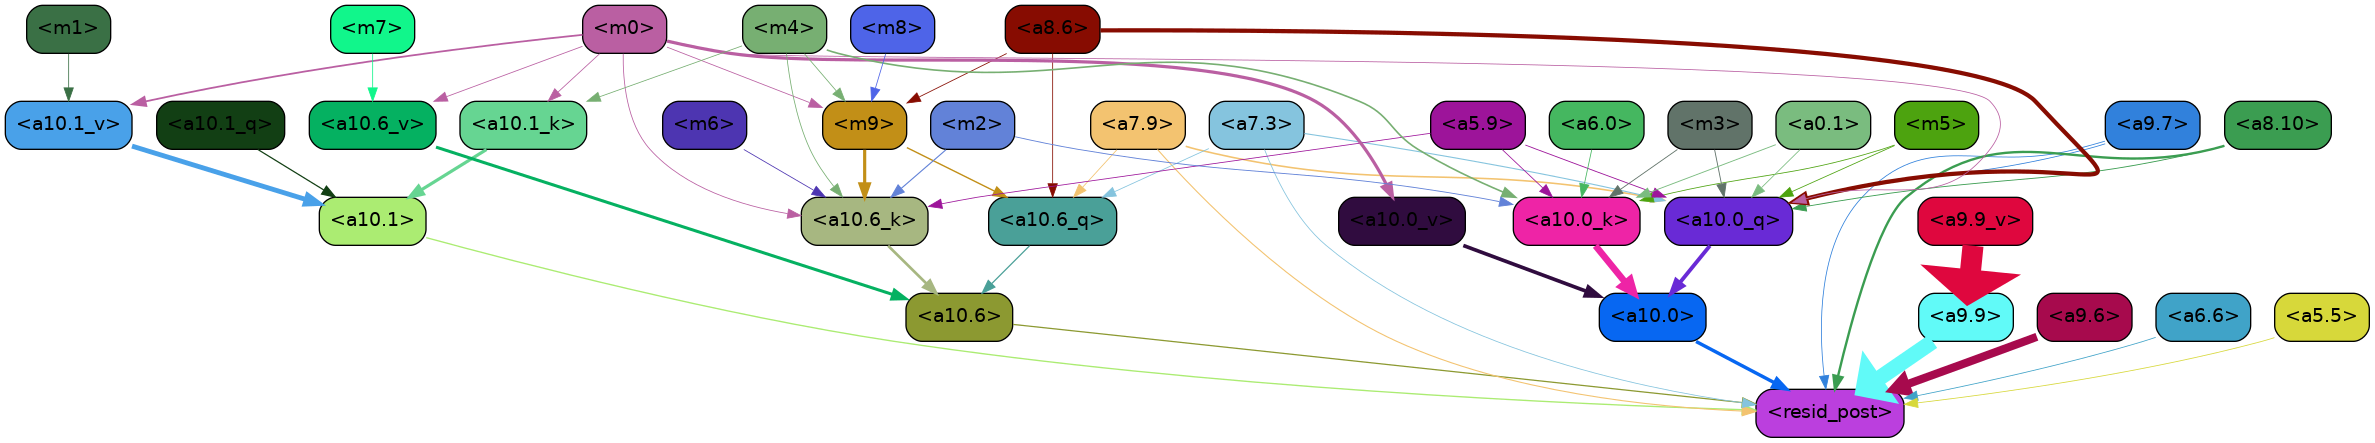 <m1>
<m7>
<m0>
<m4>
<m8>
<a8.6>
<a10.1_v>
<a10.1_q>
<a10.6_v>
<a10.1_k>
<m6>
<m9>
<m2>
<a7.9>
<a7.3>
<a5.9>
<a6.0>
<m3>
<a0.1>
<m5>
<a9.7>
<a8.10>
<a10.1>
<a10.6_k>
<a10.6_q>
<a10.0_v>
<a10.0_k>
<a10.0_q>
<a9.9_v>
<a10.6>
<a10.0>
<a9.9>
<a9.6>
<a6.6>
<a5.5>
<resid_post>